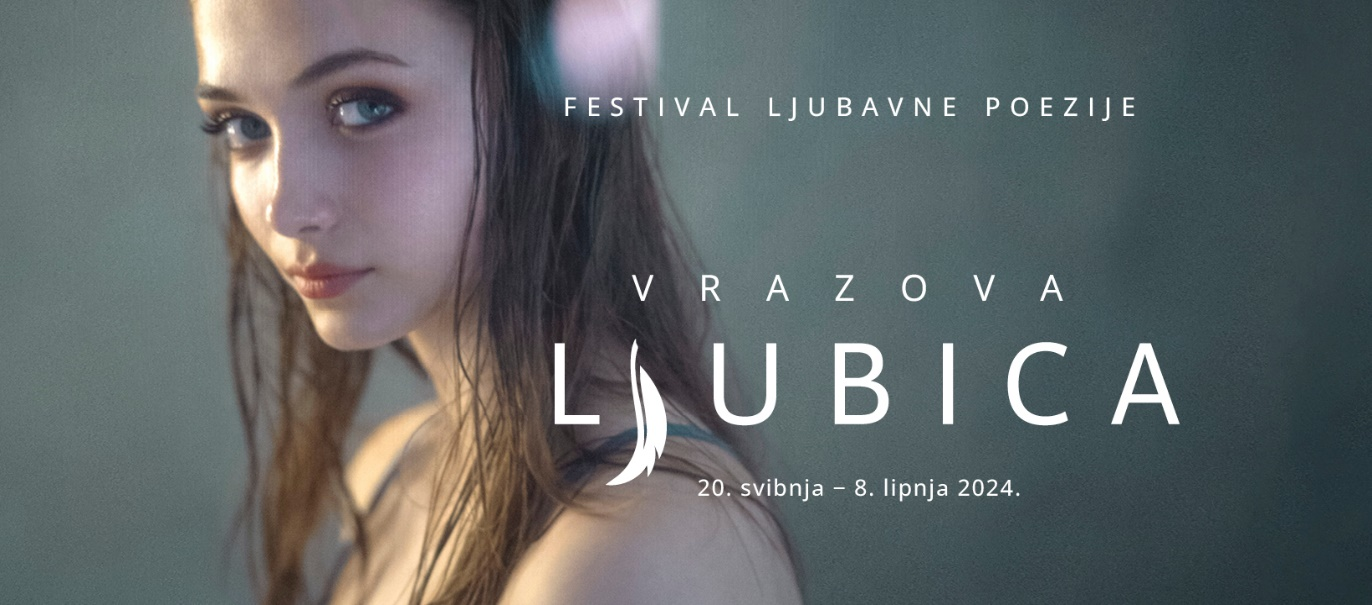 FESTIVAL LJUBAVNE POEZIJE
VRAZOVA
LJUBICA
20. svibnja – 8. lipnja 2024.